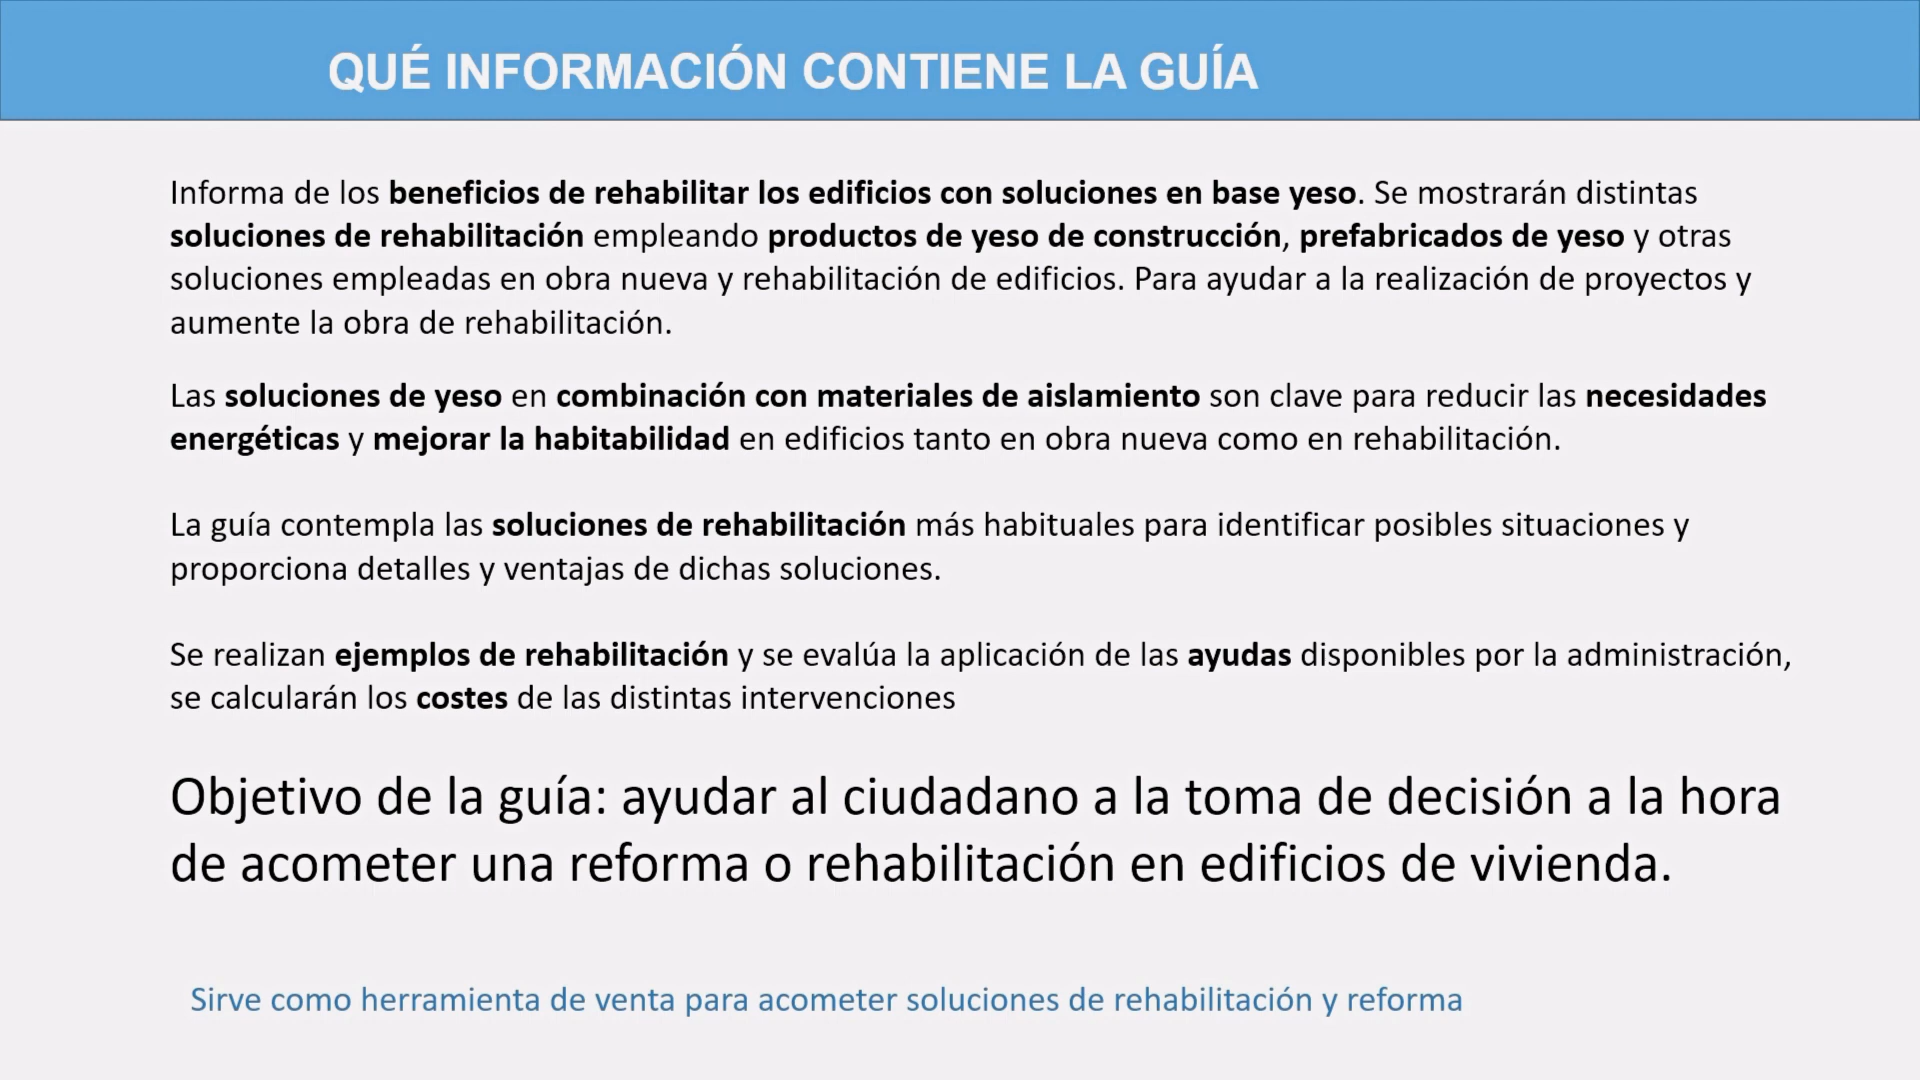 QUÉ INFORMACIÓN CONTIENE LA GUÍA
Informa de los beneficios de rehabilitar los edificios con soluciones en base yeso. Se mostrarán distintas
soluciones de rehabilitación empleando productos de yeso de construcción, prefabricados de yeso y otras
soluciones empleadas en obra nueva y rehabilitación de edificios. Para ayudar a la realización de proyectos y
aumente la obra de rehabilitación.
Las soluciones de yeso en combinación con materiales de aislamiento son clave para reducir las necesidades
energéticas y mejorar la habitabilidad en edificios tanto en obra nueva como en rehabilitación.
La guía contempla las soluciones de rehabilitación más habituales para identificar posibles situaciones y
proporciona detalles y ventajas de dichas soluciones.
Se realizan ejemplos de rehabilitación y se evalúa la aplicación de las ayudas disponibles por la administración,
se calcularán los costes de las distintas intervenciones
Objetivo de la guía: ayudar al ciudadano a la toma de decisión a la hora
de acometer una reforma o rehabilitación en edificios de vivienda.
Sirve como herramienta de venta para acometer soluciones de rehabilitación y reforma